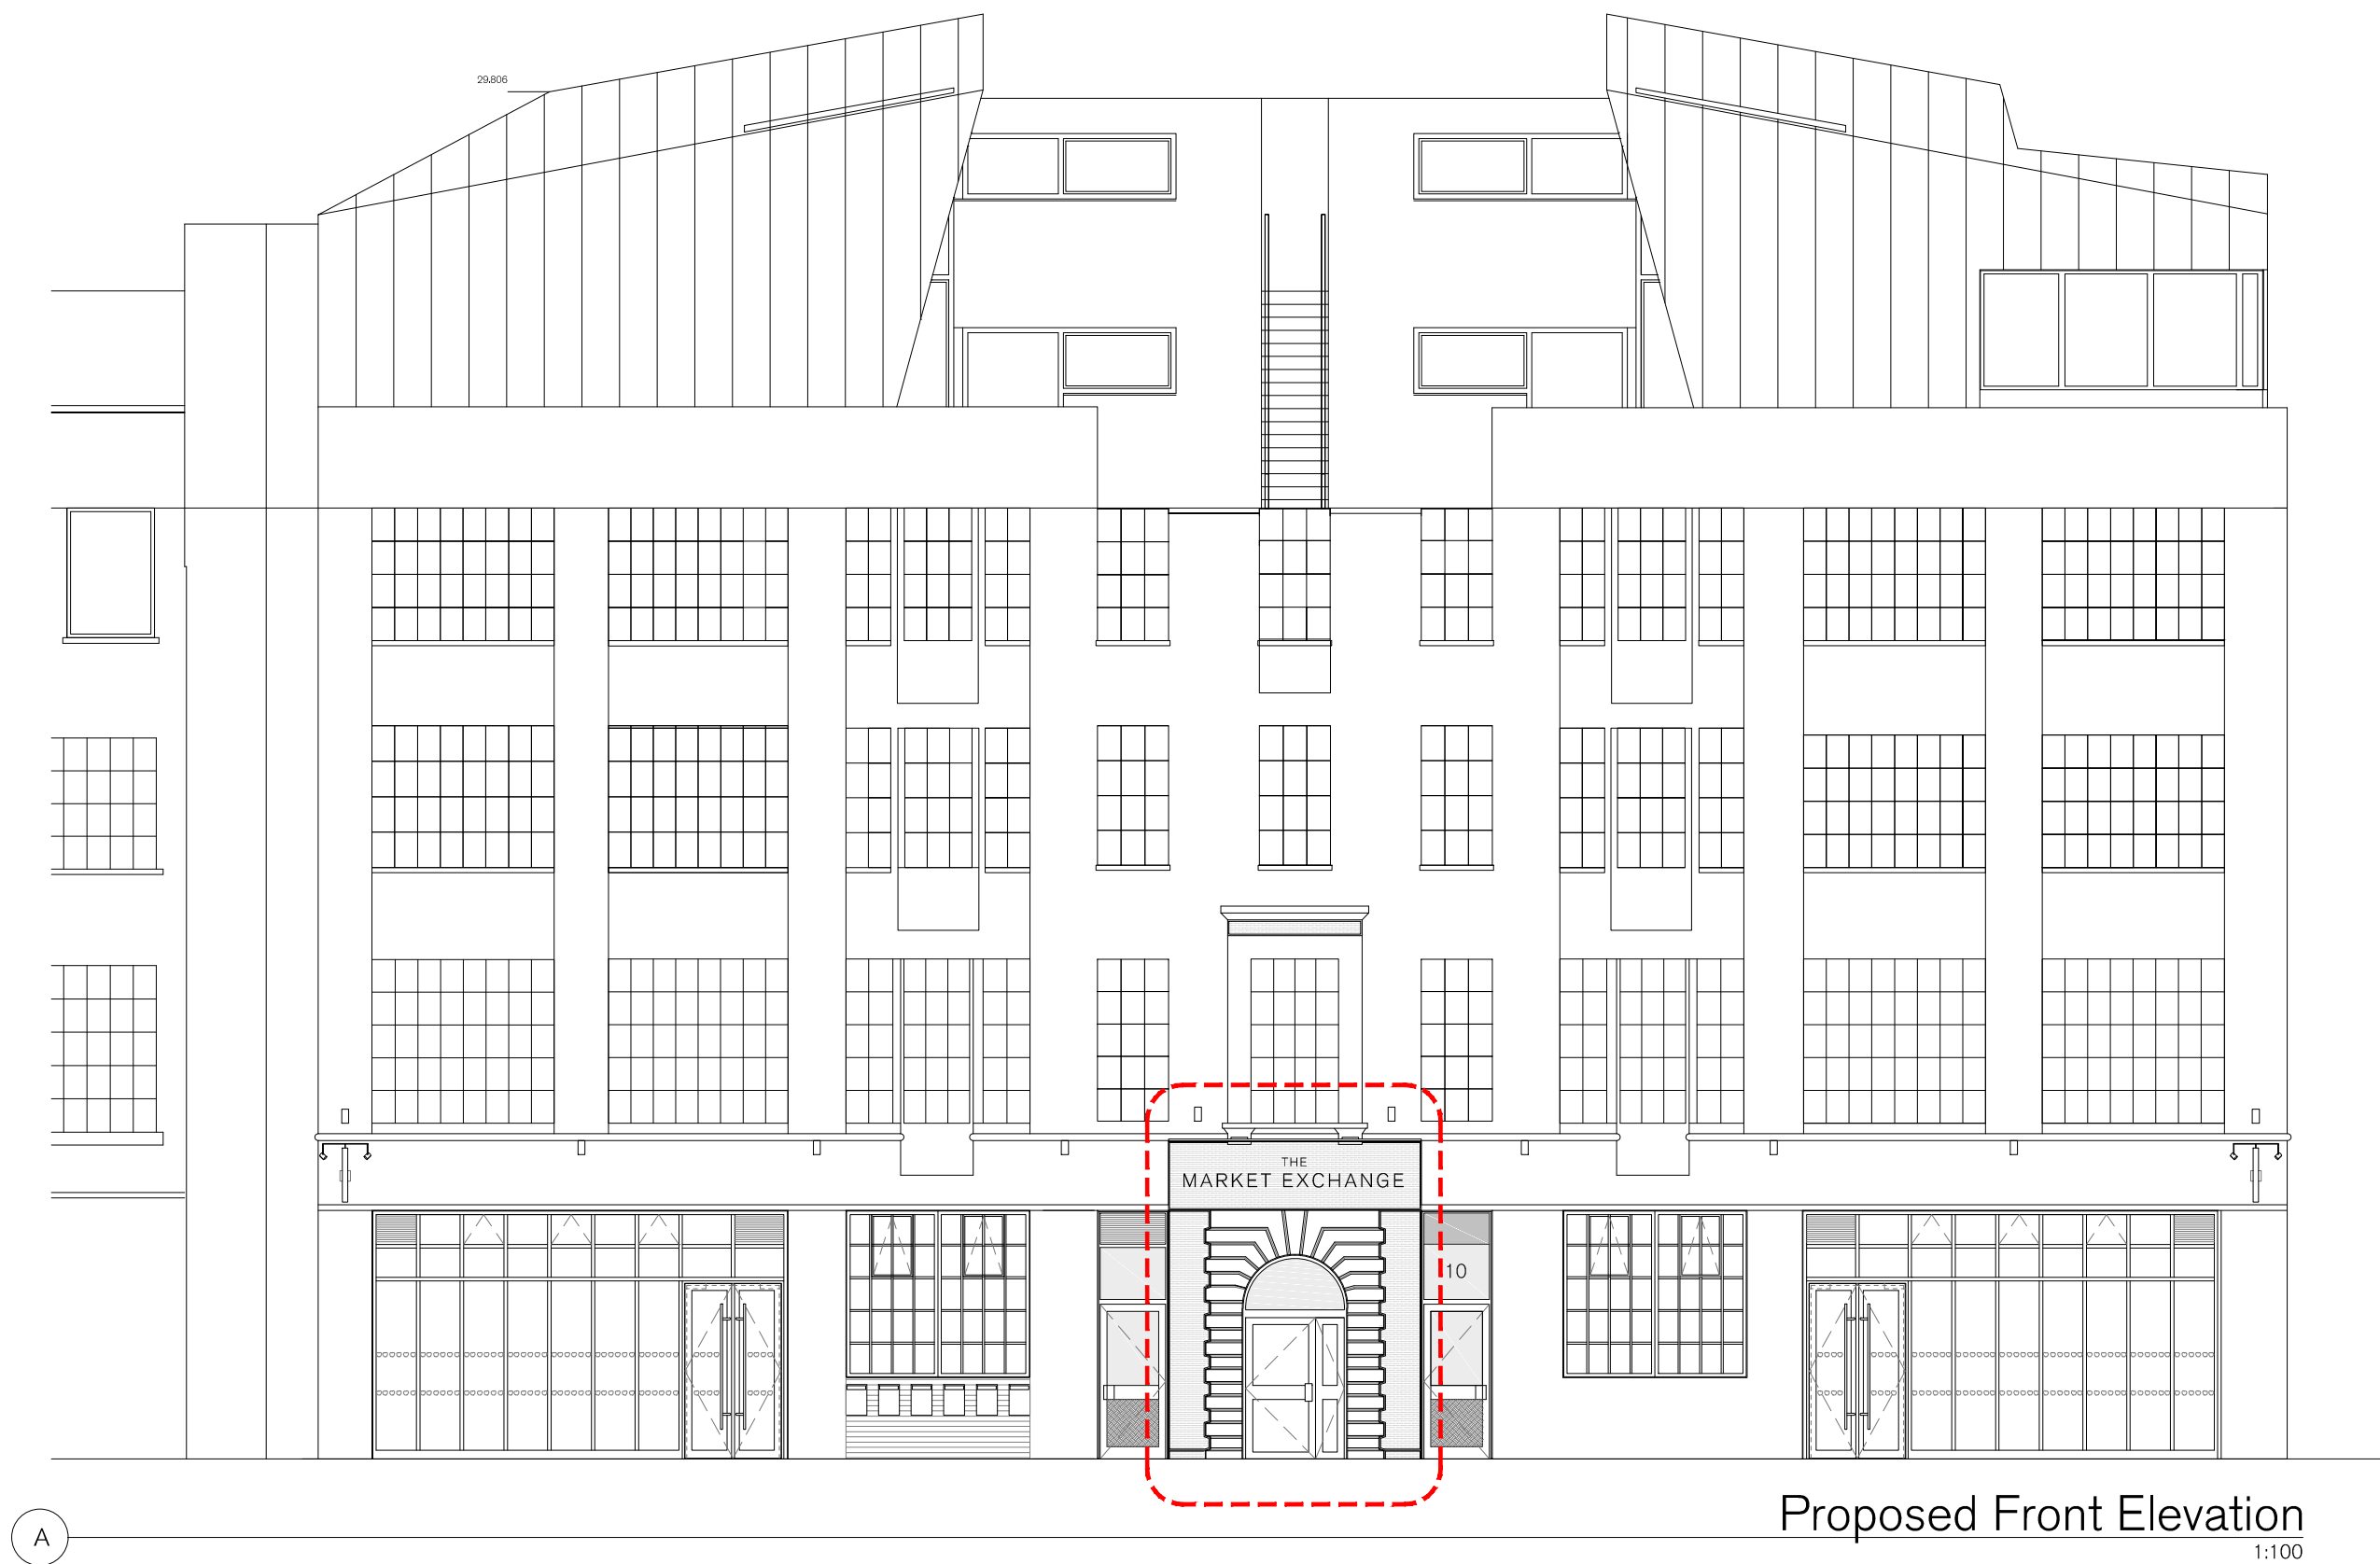 29.806
THE
MARKET EXCHANGE
10
A
Proposed Front Elevation
1:100